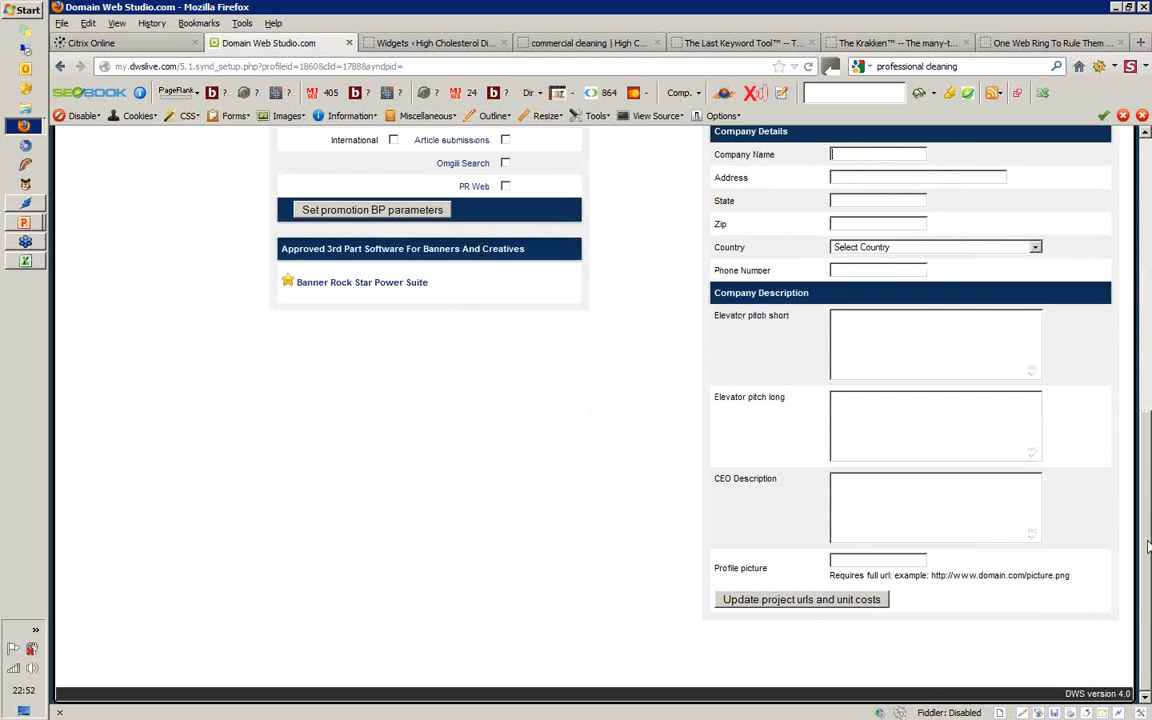 Start
Domain Web Studio.com - Mozilla Firefox
File Edit View History Bookmarks Tools Help
Citrix Online
Domain Web Studio.com
Widgets < High Cholesterol Di...
commercial cleaning | High C...
The Last Keyword Tool™ -- T...
The Krakken™ -- The many-t...
One Web Ring To Rule Them ...
my.dwslive.com/5.1.synd_setup.php?profileid=1860&clid=1788&syndpid=
professional cleaning
SEOBOOK PageRank ? ? 405 ? ? 24 ? Dir 864 Comp.
Disable Cookies CSS Forms Images Information Miscellaneous Outline Resize Tools View Source Options
International Article submissions
Omgili Search
PR Web
Set promotion BP parameters
Approved 3rd Part Software For Banners And Creatives
Banner Rock Star Power Suite
Company Details
Company Name
Address
State
Zip
Country Select Country
Phone Number
Company Description
Elevator pitch short
Elevator pitch long
CEO Description
Profile picture
Requires full url: example: http://www.domain.com/picture.png
Update project urls and unit costs
DWS version 4.0
22:52
Fiddler: Disabled